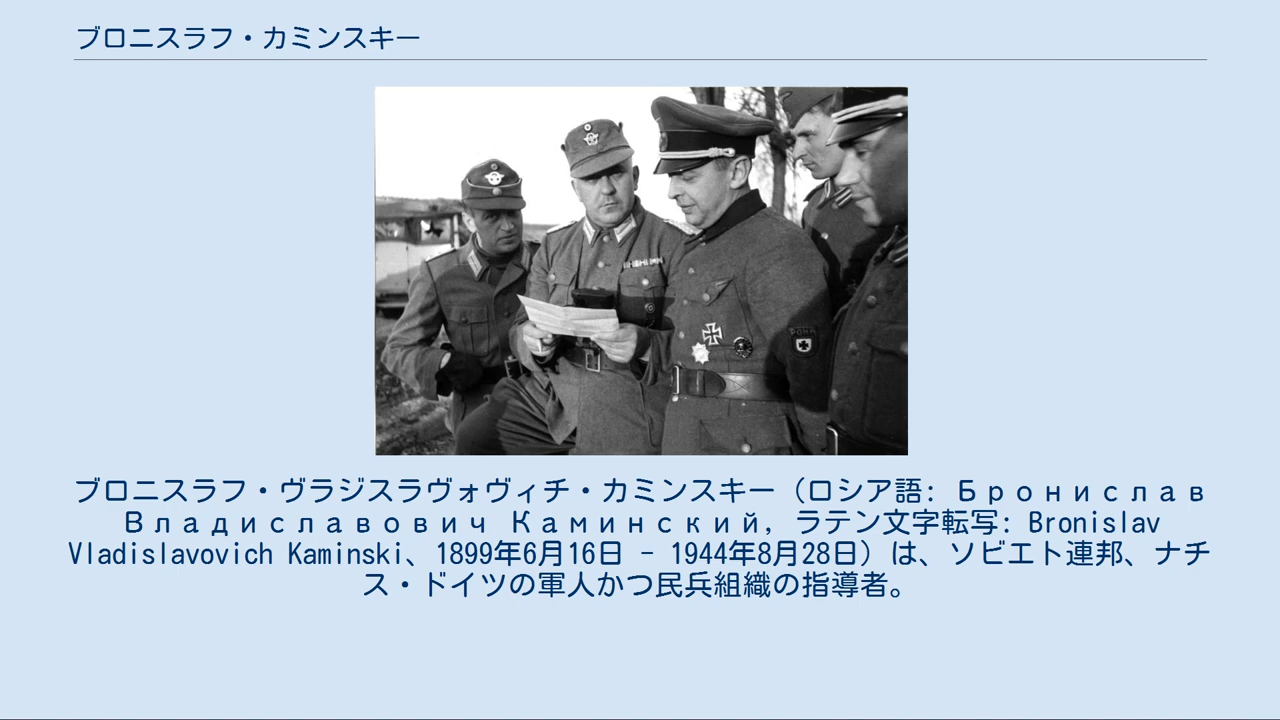 ブロニスラフ・カミンスキー
РОНА
ブロニスラフ・ヴラジスラヴォヴィチ・カミンスキー（ロシア語: Бронислав
Владиславович Каминский, ラテン文字転写: Bronislav
Vladislavovich Kaminski、1899年6月16日 - 1944年8月28日）は、ソビエト連邦、ナチ
ス・ドイツの軍人かつ民兵組織の指導者。